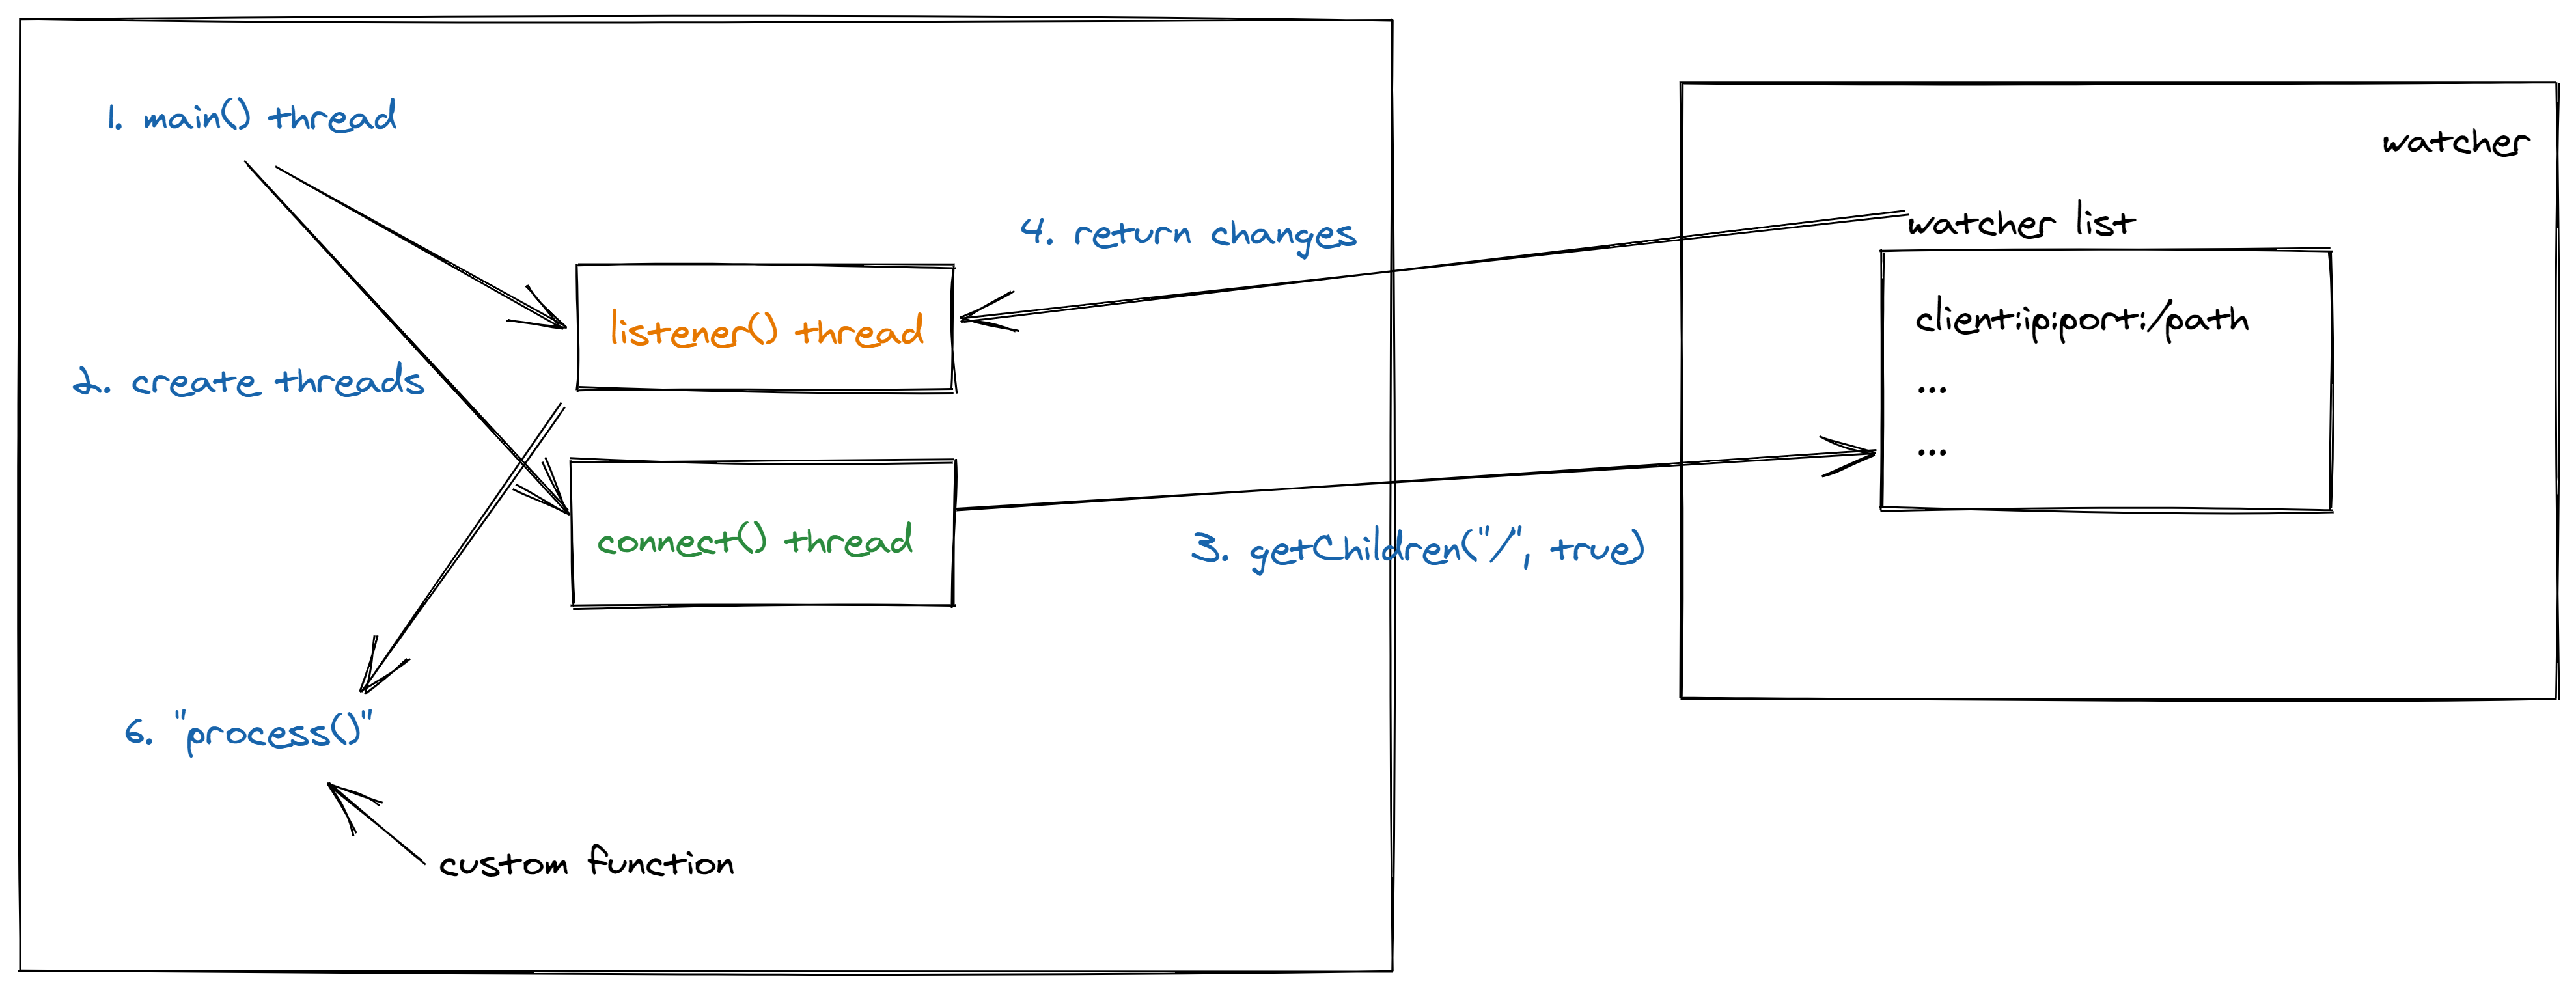 1. main() thread
watcher
4. return changes
watcher list
listener() thread
client:ip:port:/path
2. create threads
...
...
connect() thread
3. getChildren("/", true)
6. "process()"
custom function